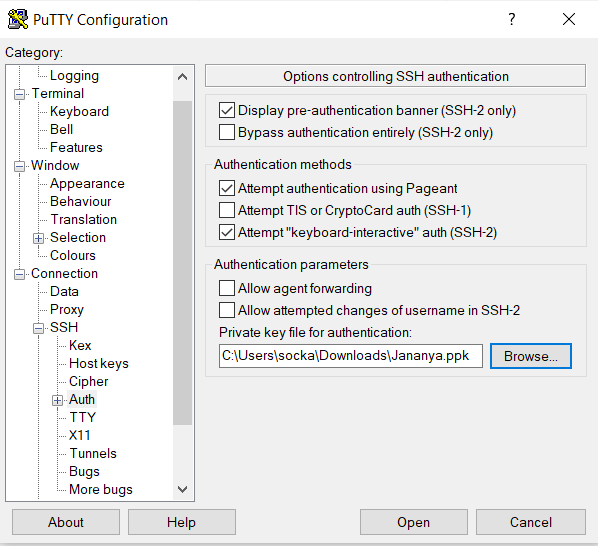 PuTTY Configuration
?
Category:
Logging
Terminal
Keyboard
Bell
Features
Window
Appearance
Behaviour
Translation
Selection
Colours
Connection
Data
Proxy
SSH
Kex
Host keys
Cipher
Auth
TTY
X11
Tunnels
Bugs
More bugs
Options controlling SSH authentication
Display pre-authentication banner (SSH-2 only)
Bypass authentication entirely (SSH-2 only)
Authentication methods
Attempt authentication using Pageant
Attempt TIS or CryptoCard auth (SSH-1)
Attempt "keyboard-interactive" auth (SSH-2)
Authentication parameters
Allow agent forwarding
Allow attempted changes of username in SSH-2
Private key file for authentication:
C:\Users\socka\Downloads\Jananya.ppk Browse...
About Help Open Cancel